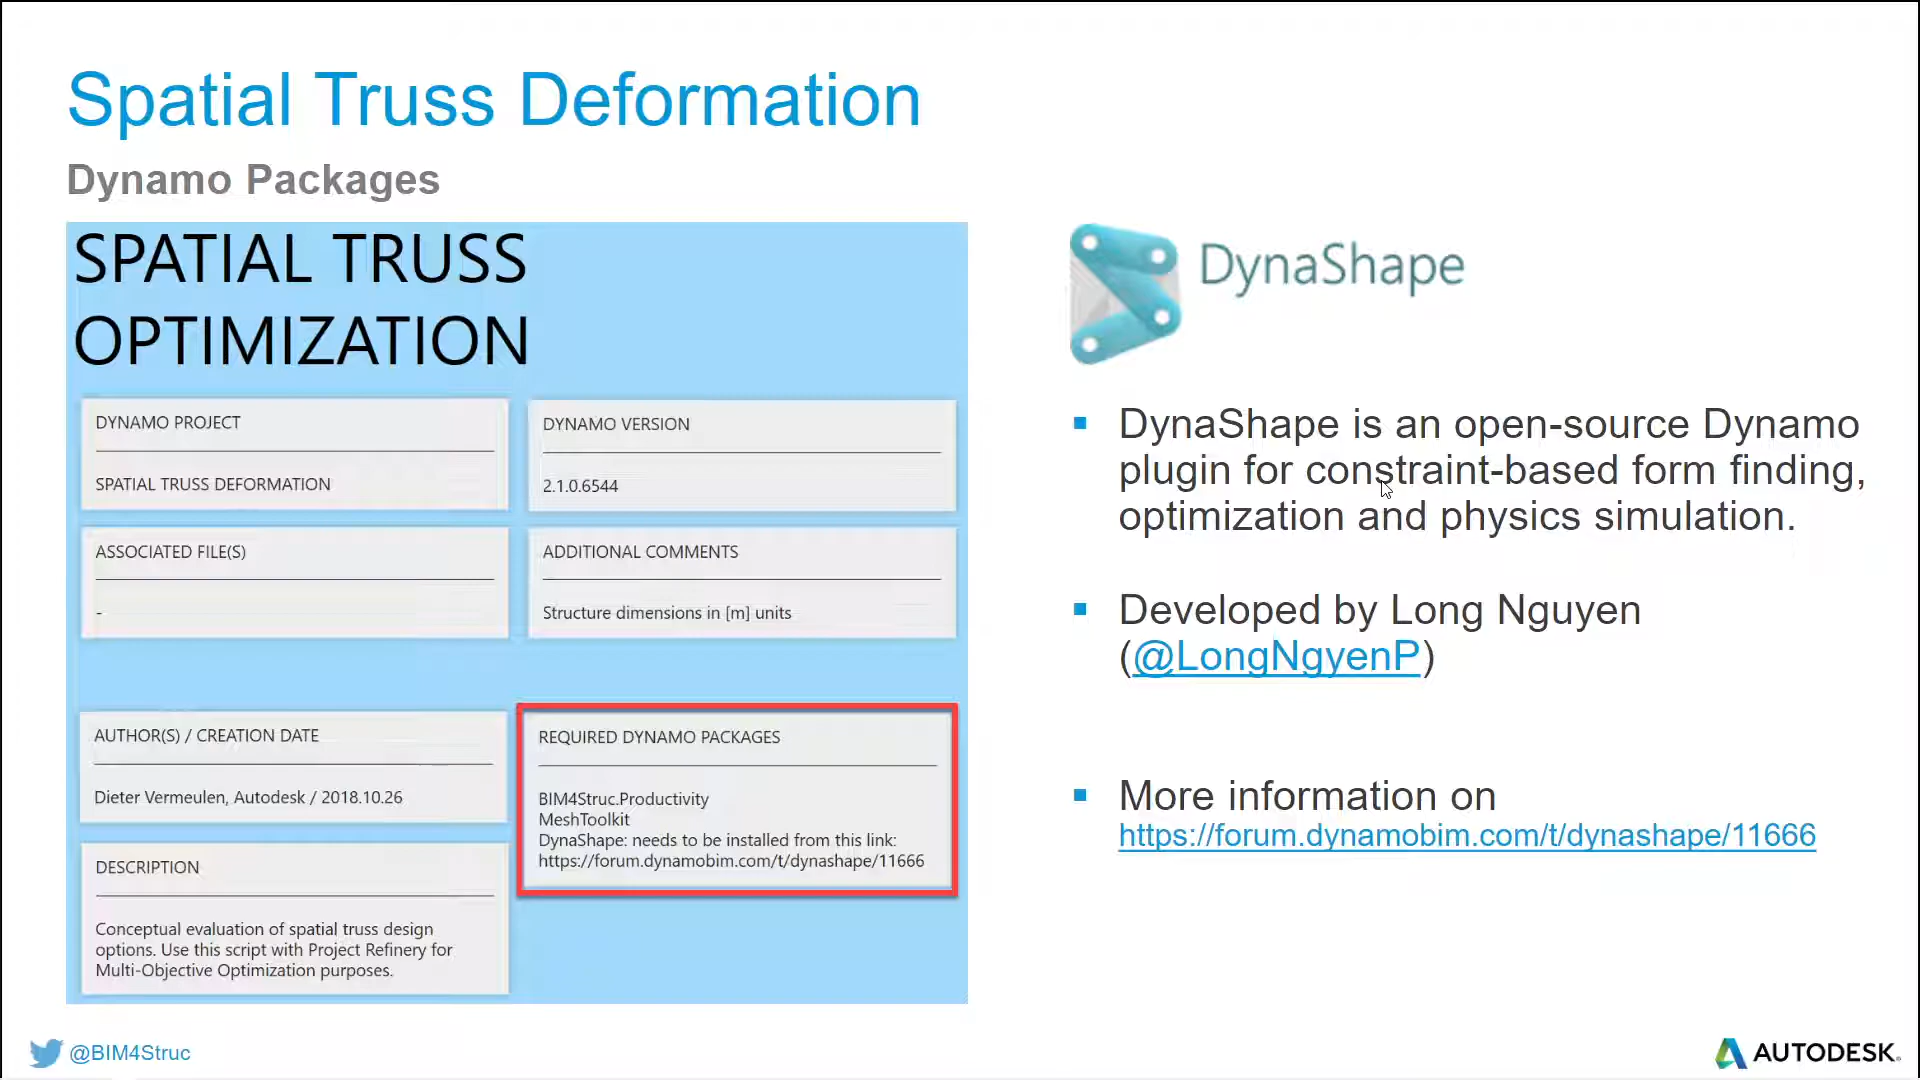 Spatial Truss Deformation
Dynamo Packages
SPATIAL TRUSS
OPTIMIZATION
DYNAMO PROJECT
SPATIAL TRUSS DEFORMATION
DYNAMO VERSION
2.1.0.6544
ASSOCIATED FILE(S)
-
ADDITIONAL COMMENTS
Structure dimensions in [m] units
AUTHOR(S) / CREATION DATE
Dieter Vermeulen, Autodesk / 2018.10.26
REQUIRED DYNAMO PACKAGES
BIM4Struc.Productivity
MeshToolkit
DynaShape: needs to be installed from this link:
https://forum.dynamobim.com/t/dynashape/11666
DESCRIPTION
Conceptual evaluation of spatial truss design
options. Use this script with Project Refinery for
Multi-Objective Optimization purposes.
DynaShape
DynaShape is an open-source Dynamo
plugin for constraint-based form finding,
optimization and physics simulation.
Developed by Long Nguyen
(@LongNgyenP)
More information on
https://forum.dynamobim.com/t/dynashape/11666
@BIM4Struc
AUTODESK.